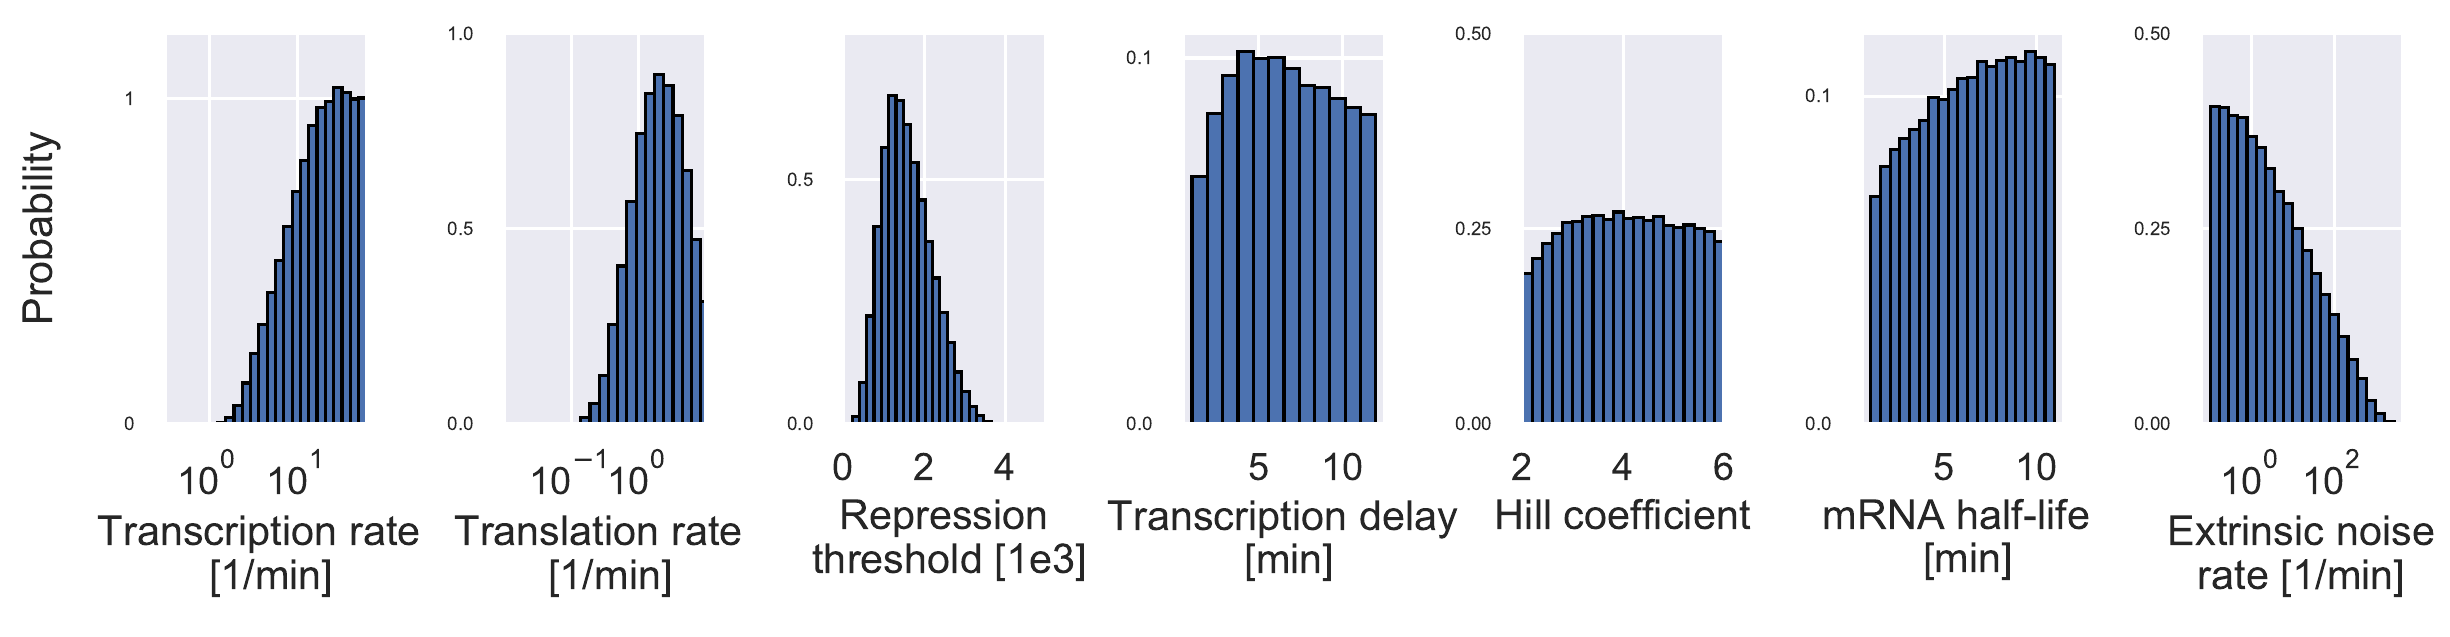 Probability
1
0
10^0 10^1
Transcription rate
[1/min]
1.0
0.5
0.0
10^−1 10^0
Translation rate
[1/min]
0.5
0.0
0 2 4
Repression
threshold [1e3]
0.1
0.0
5 10
Transcription delay
[min]
0.50
0.25
0.00
2 4 6
Hill coefficient
0.1
0.0
5 10
mRNA half-life
[min]
0.50
0.25
0.00
10^0 10^2
Extrinsic noise
rate [1/min]